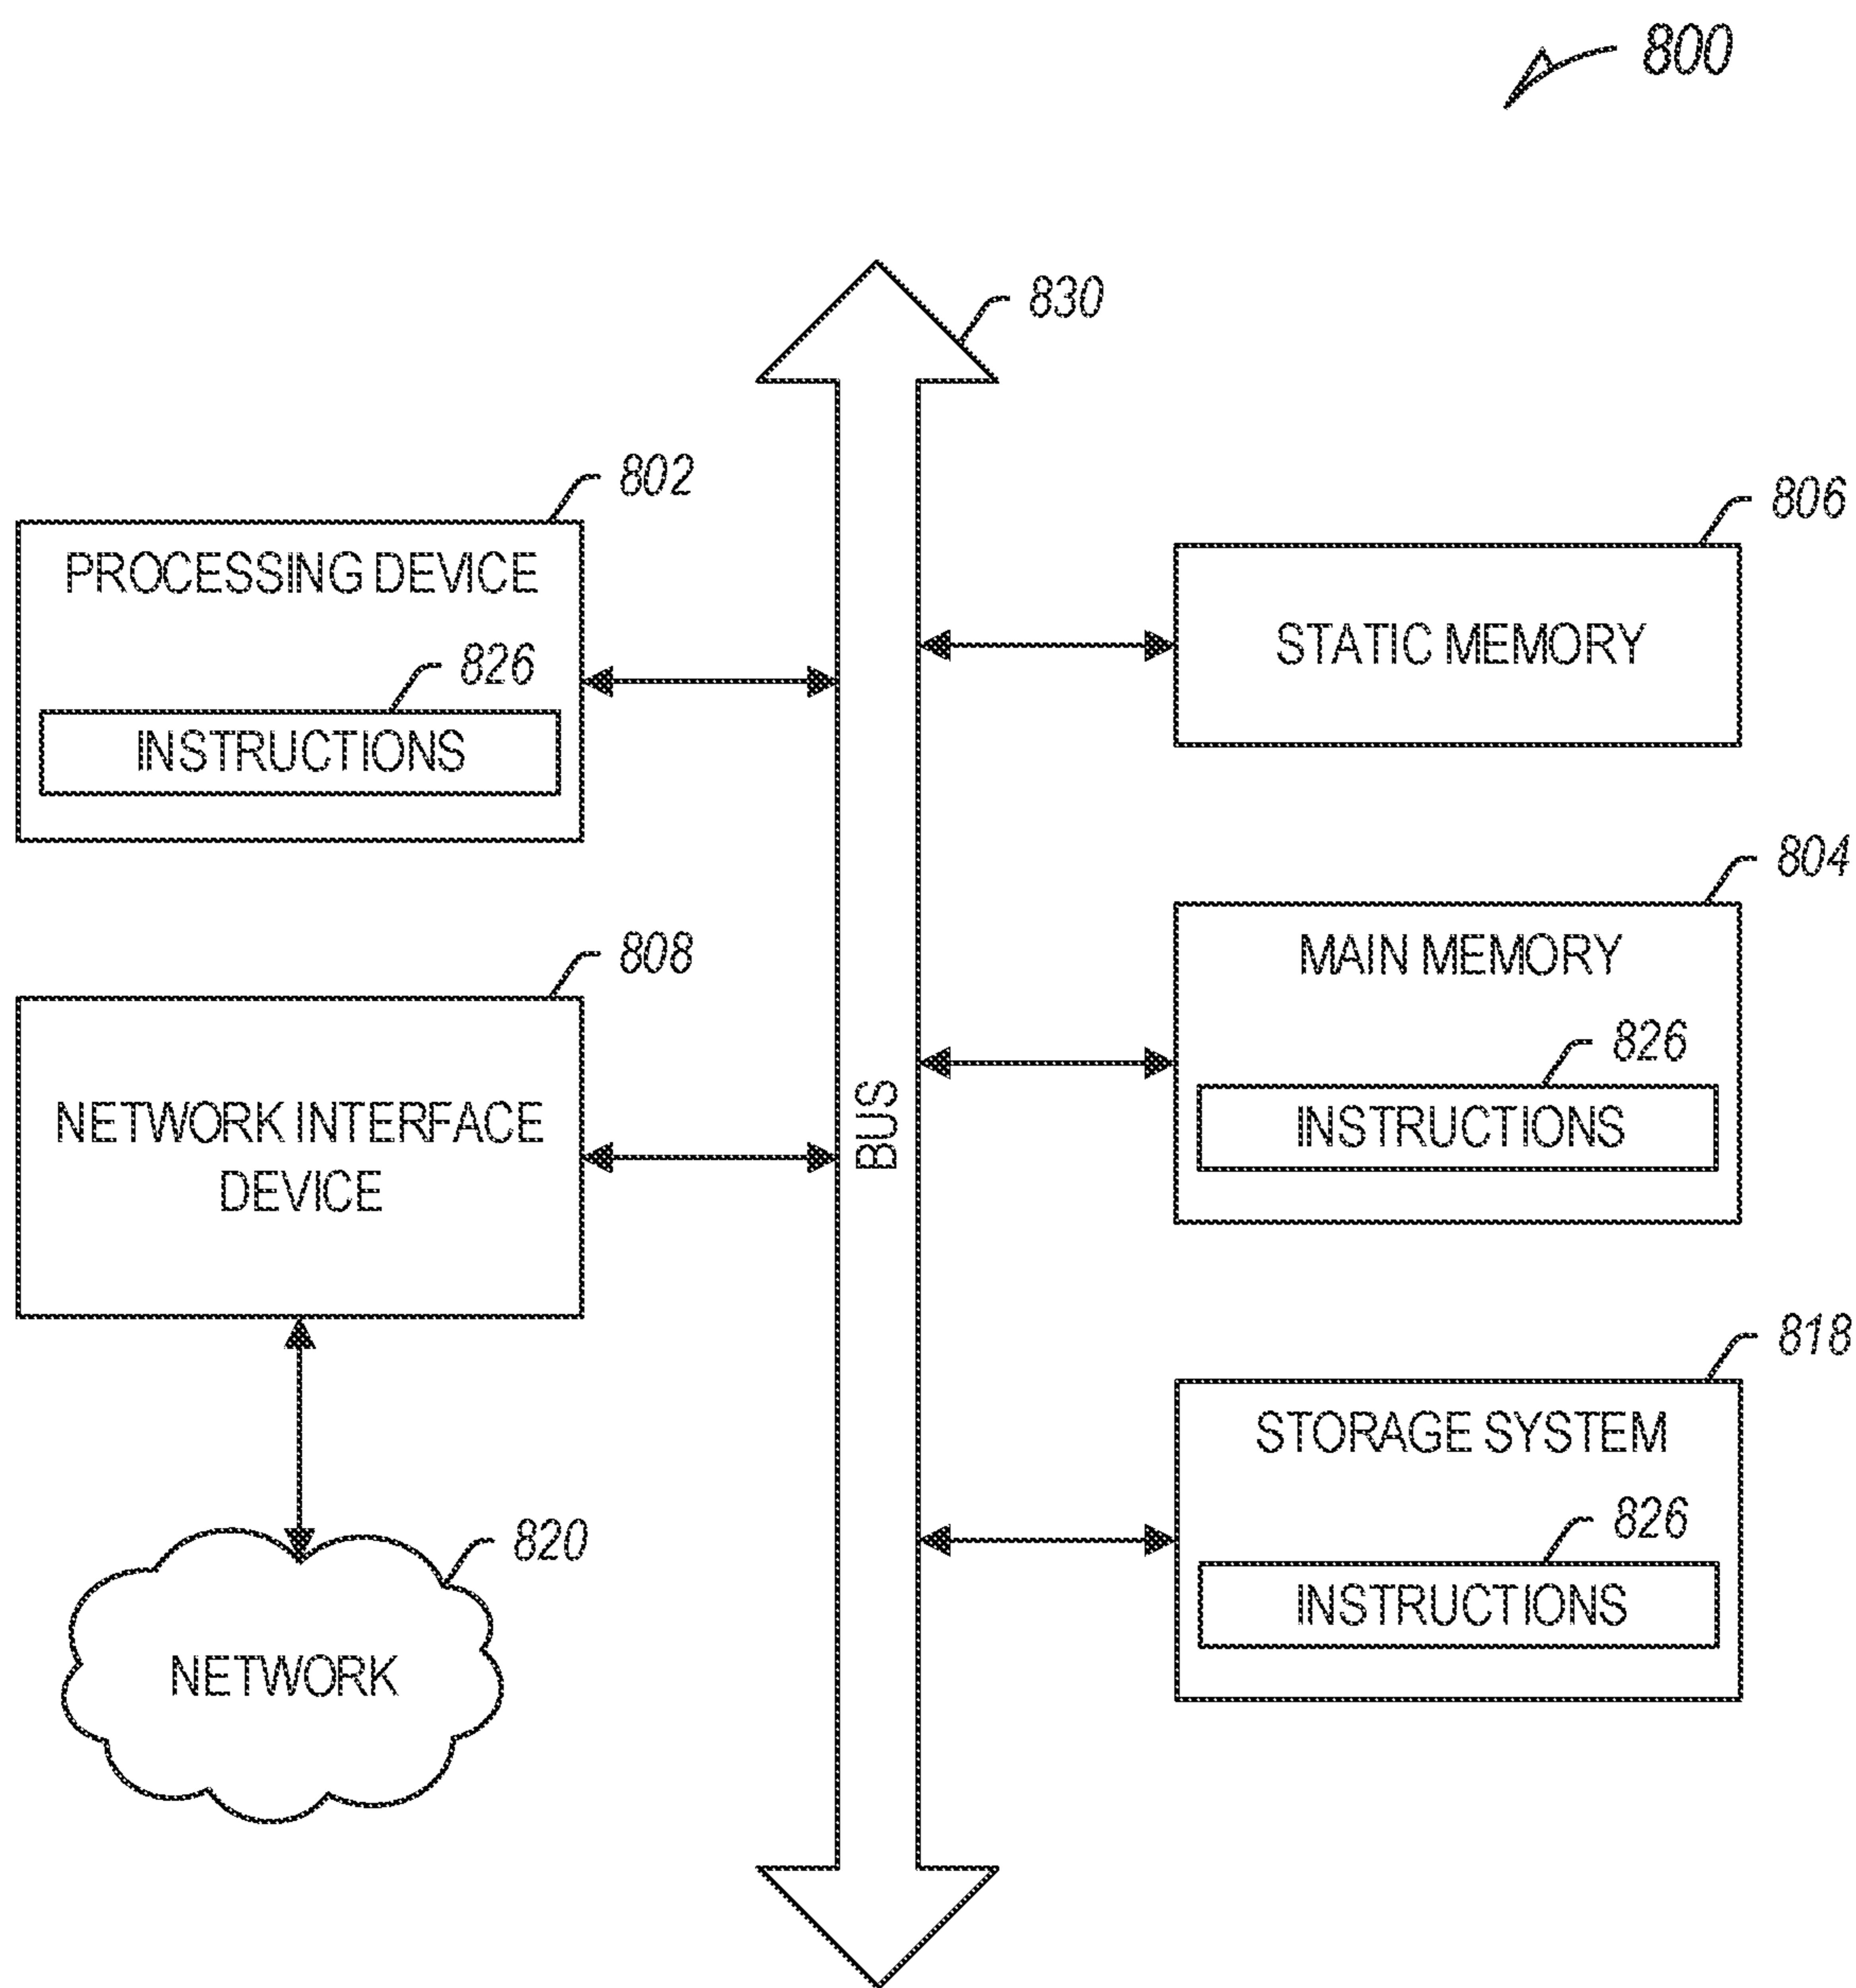 800
830
802
PROCESSING DEVICE
826
INSTRUCTIONS
806
STATIC MEMORY
804
MAIN MEMORY
826
INSTRUCTIONS
808
NETWORK INTERFACE
DEVICE
BUS
818
STORAGE SYSTEM
826
INSTRUCTIONS
820
NETWORK